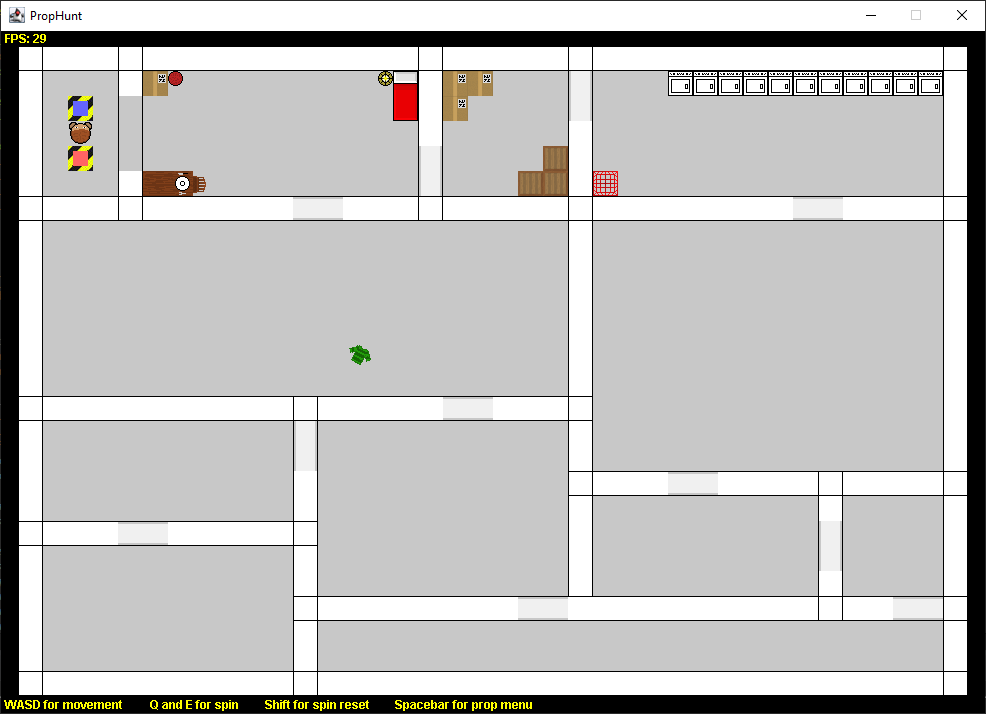 PropHunt
FPS: 29
WASD for movement Q and E for spin Shift for spin reset Spacebar for prop menu